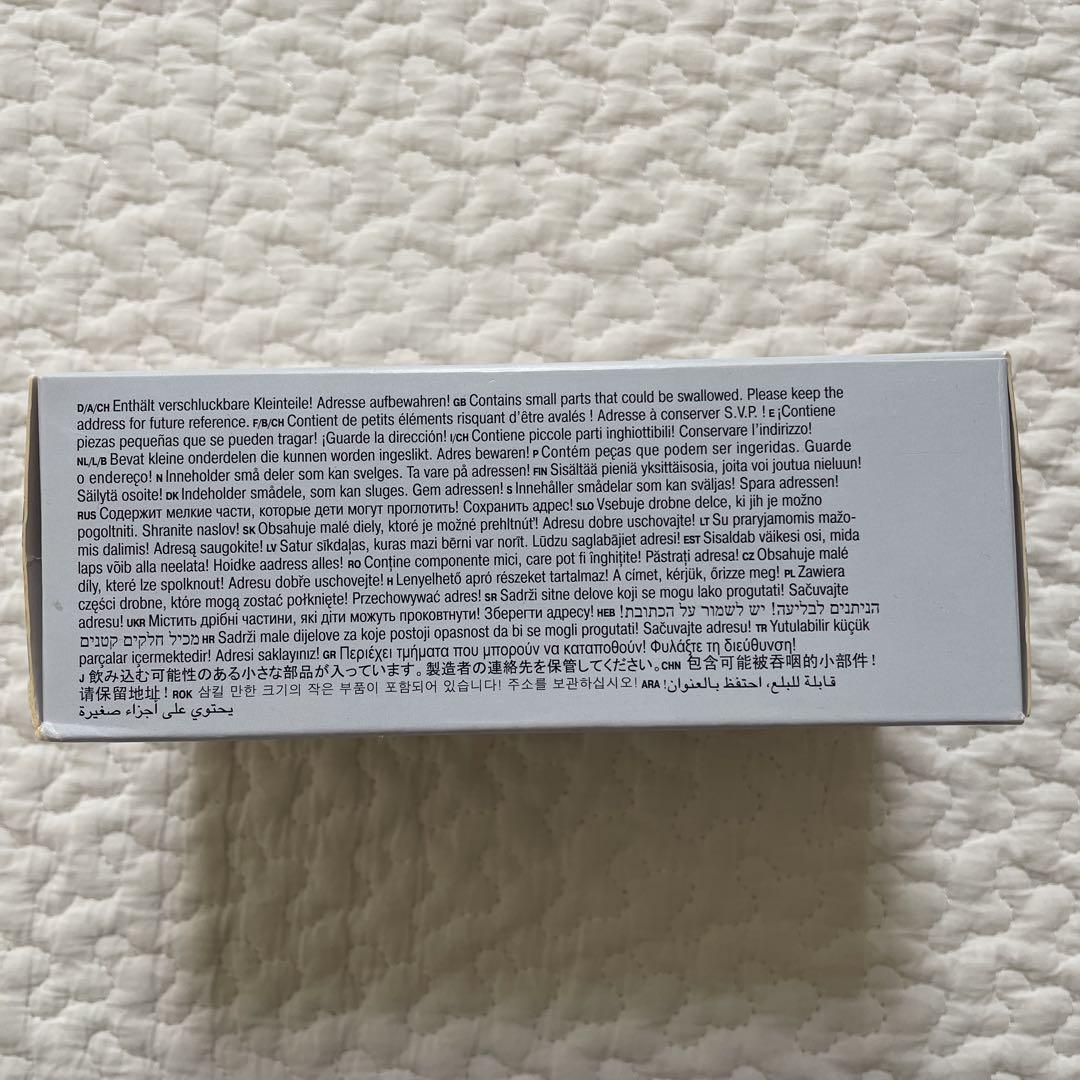 D/A/CH Enthält verschluckbare Kleinteile! Adresse aufbewahren! GB Contains small parts that could be swallowed. Please keep the
address for future reference. F/B/CH Contient de petits éléments risquant d'être avalés ! Adresse à conserver S.V.P. ! E ¡Contiene
piezas pequeñas que se pueden tragar! ¡Guarde la dirección! I/CH Contiene piccole parti inghiottibili! Conservare l'indirizzo!
NL/L/B Bevat kleine onderdelen die kunnen worden ingeslikt. Adres bewaren! P Contém peças que podem ser ingeridas. Guarde
o endereço! N Inneholder små deler som kan svelges. Ta vare på adressen! FIN Sisältää pieniä yksittäisosia, joita voi joutua nieluun!
Säilytä osoite! DK Indeholder smådele, som kan sluges. Gem adressen! S Innehåller smådelar som kan sväljas! Spara adressen!
RUS Содержит мелкие части, которые дети могут проглотить! Сохранить адрес! SLO Vsebuje drobne delce, ki jih je možno
pogoltniti. Shranite naslov! SK Obsahuje malé diely, ktoré je možné prehltnúť! Adresu dobre uschovajte! LT Su praryjamomis mažo-
mis dalimis! Adresą saugokite! LV Satur sīkdaļas, kuras mazi bērni var norīt. Lūdzu saglabājiet adresi! EST Sisaldab väikesi osi, mida
laps võib alla neelata! Hoidke aadress alles! RO Conține componente mici, care pot fi înghițite! Păstrați adresa! CZ Obsahuje malé
díly, které lze spolknout! Adresu dobře uschovejte! H Lenyelhető apró részeket tartalmaz! A címet, kérjük, őrizze meg! PL Zawiera
części drobne, które mogą zostać połknięte! Przechowywać adres! SR Sadrži sitne delove koji se mogu lako progutati! Sačuvajte
adresu! UKR Містить дрібні частини, які діти можуть проковтнути! Зберегти адресу! HEB הניתנים לבליעה! יש לשמור על הכתובת!
מכיל חלקים קטנים HR Sadrži male dijelove za koje postoji opasnost da bi se mogli progutati! Sačuvajte adresu! TR Yutulabilir küçük
parçalar içermektedir! Adresi saklayınız! GR Περιέχει τμήματα που μπορούν να καταποθούν! Φυλάξτε τη διεύθυνση!
J 飲み込む可能性のある小さな部品が入っています。製造者の連絡先を保管してください。CHN 包含可能被吞咽的小部件!
请保留地址! ROK 삼킬 만한 크기의 작은 부품이 포함되어 있습니다! 주소를 보관하십시오! ARA قابلة للبلع، احتفظ بالعنوان!
يحتوي على أجزاء صغيرة